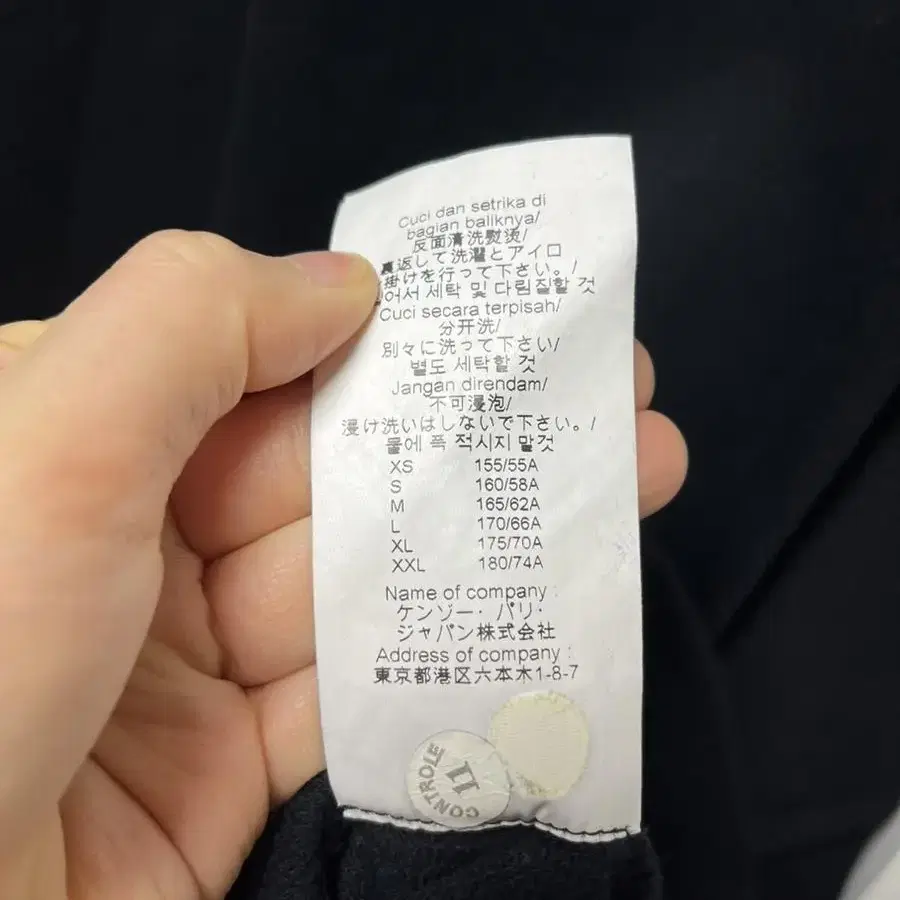 Cuci dan setrika di
bagian baliknya/
反面清洗熨烫/
裏返して洗濯とアイロ
掛けを行って下さい。/
어서 세탁 및 다림질할 것
Cuci secara terpisah/
分开洗/
別々に洗って下さい/
별도 세탁할 것
Jangan direndam/
不可浸泡/
浸け洗いはしないで下さい。/
물에 푹 적시지 말것
XS 155/55A
S 160/58A
M 165/62A
L 170/66A
XL 175/70A
XXL 180/74A
Name of company :
ケンゾー・パリ・
ジャパン株式会社
Address of company :
東京都港区六本木1-8-7
CONTROLE
11